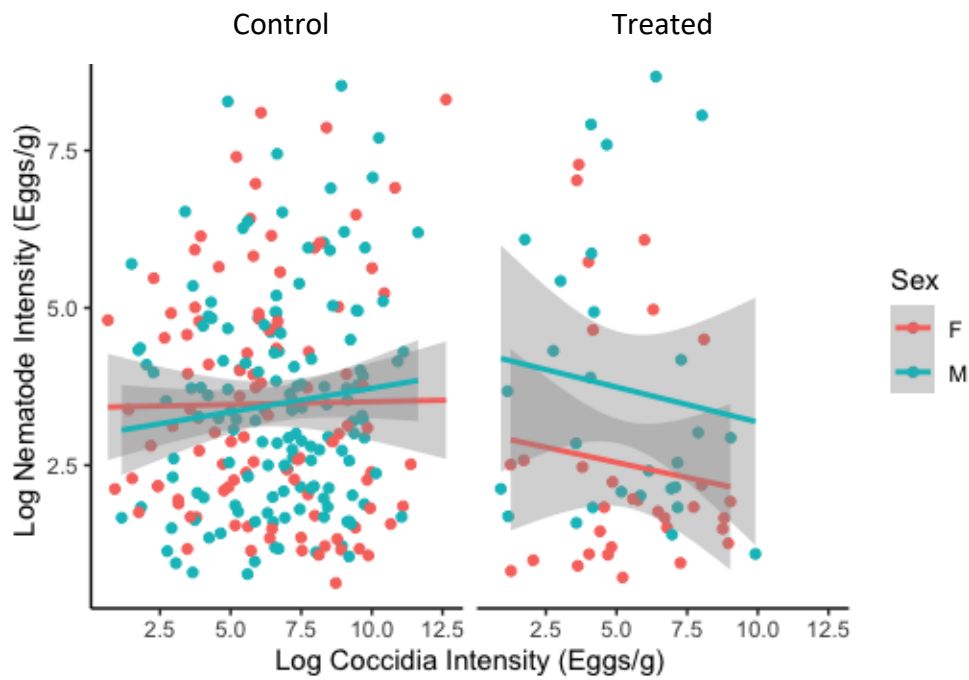 Control Treated
Log Nematode Intensity (Eggs/g)
7.5
5.0
2.5
2.5 5.0 7.5 10.0 12.5 2.5 5.0 7.5 10.0 12.5
Log Coccidia Intensity (Eggs/g)
Sex
F
M